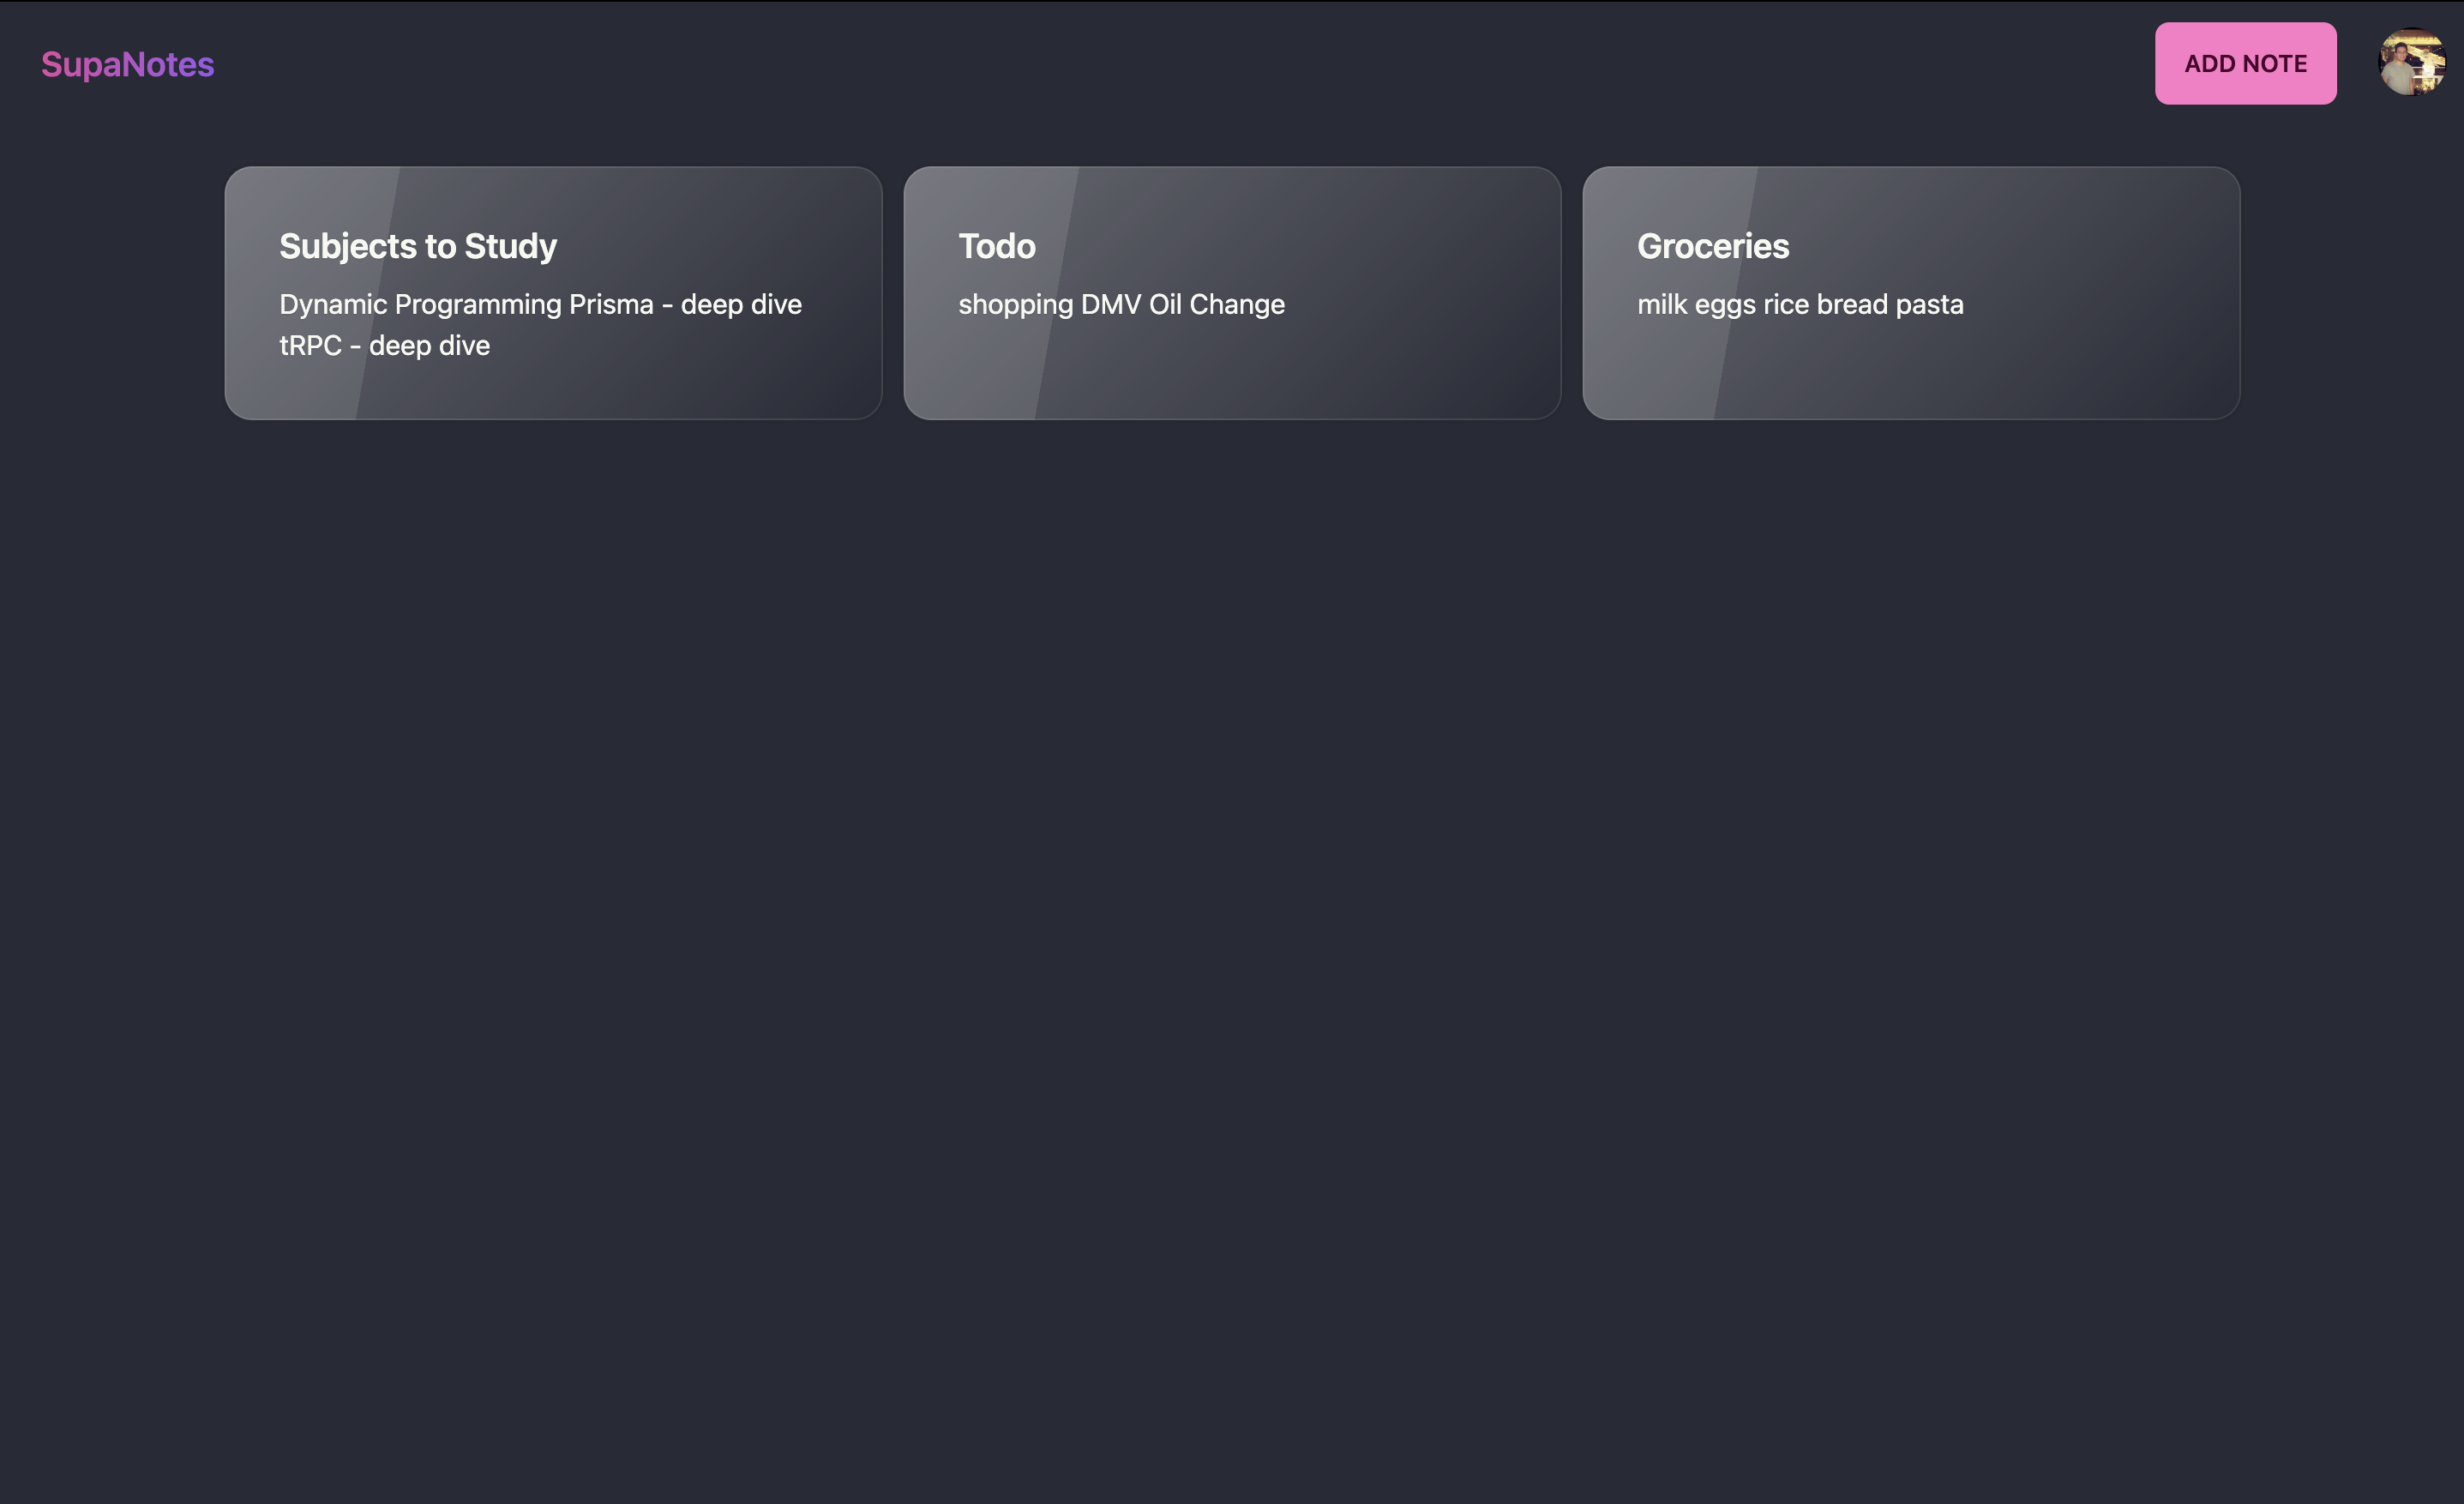 SupaNotes
ADD NOTE
Subjects to Study
Dynamic Programming Prisma - deep dive
tRPC - deep dive
Todo
shopping DMV Oil Change
Groceries
milk eggs rice bread pasta